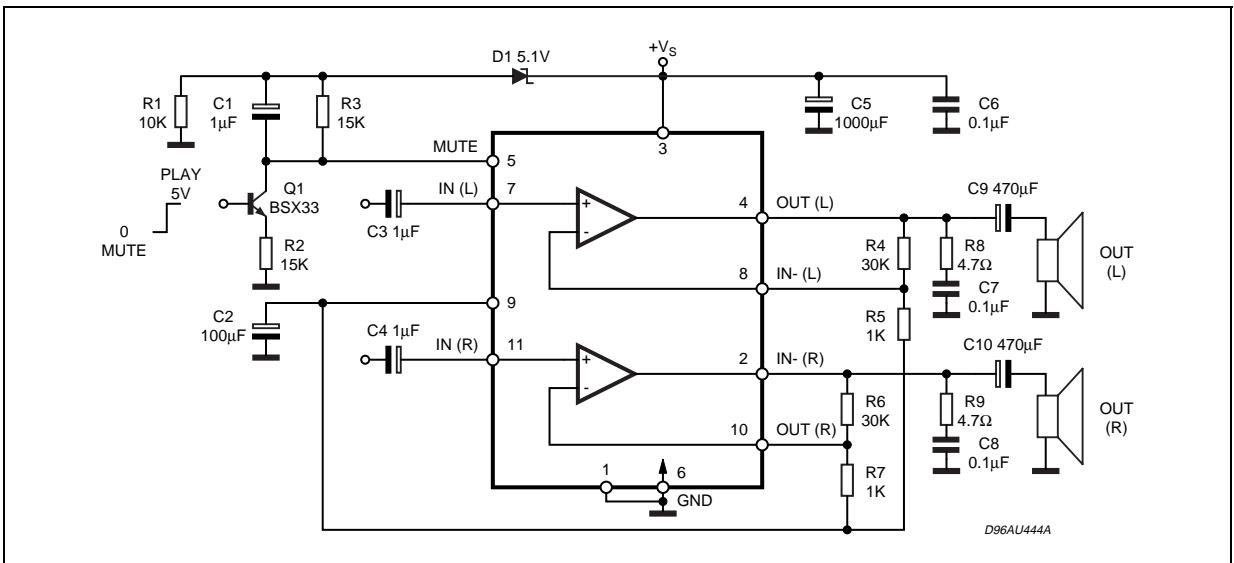 +VS
D1 5.1V
R1
10K
C1
1µF
R3
15K
C5
1000µF
C6
0.1µF
3
MUTE
5
PLAY
5V
0
MUTE
Q1
BSX33
R2
15K
IN (L)
7
C3 1µF
+
-
4
OUT (L)
C9 470µF
R4
30K
R8
4.7Ω
C7
0.1µF
OUT
(L)
8
IN- (L)
R5
1K
9
C2
100µF
C4 1µF
IN (R)
11
+
-
2
IN- (R)
C10 470µF
R6
30K
R9
4.7Ω
C8
0.1µF
OUT
(R)
10
OUT (R)
R7
1K
1
6
GND
D96AU444A